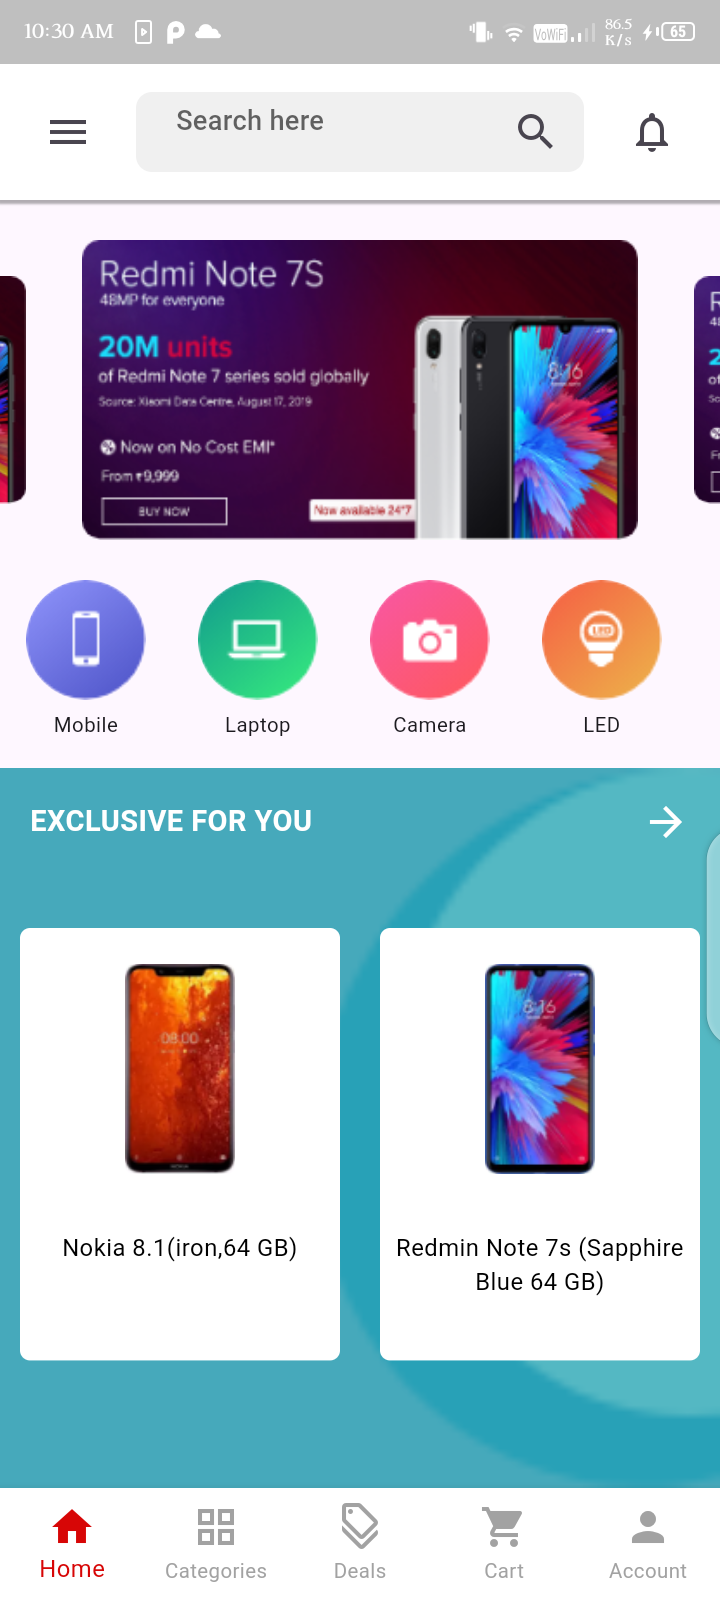 10:30 AM
VoWiFi
86.5
K/s
65
Search here
Redmi Note 7S
48MP for everyone
20M units
of Redmi Note 7 series sold globally
Source: Xiaomi Data Centre, August 17, 2019
Now on No Cost EMI*
From ₹9,999
BUY NOW
Now available 24*7
8:16
Mobile
Laptop
Camera
LED
LED
EXCLUSIVE FOR YOU
08:00
8:16
Nokia 8.1(iron,64 GB)
Redmin Note 7s (Sapphire
Blue 64 GB)
Home
Categories
Deals
Cart
Account